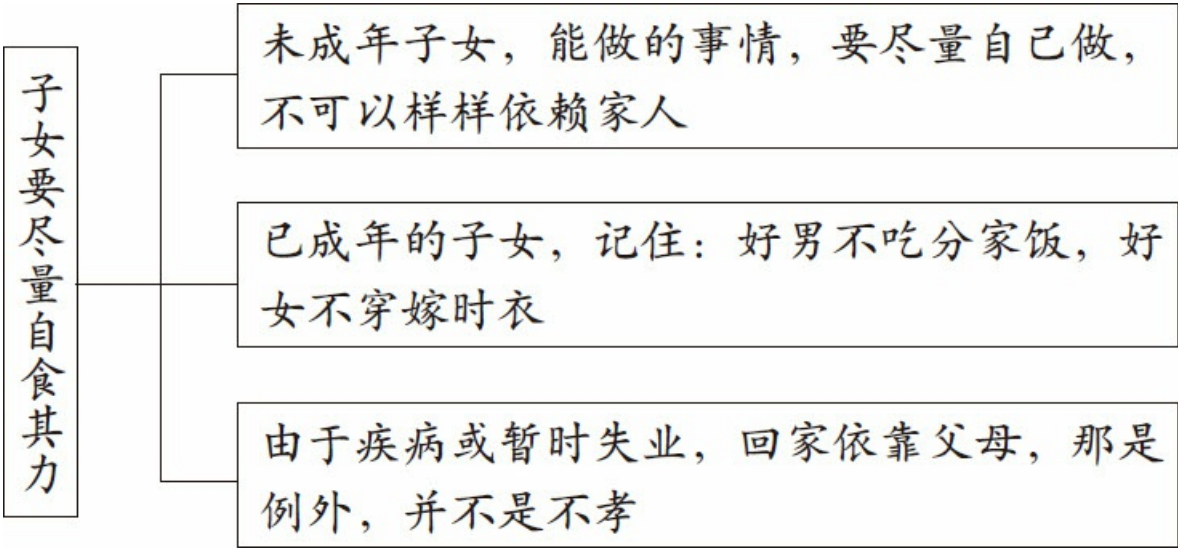 子女要尽量自食其力
未成年子女，能做的事情，要尽量自己做，
不可以样样依赖家人
已成年的子女，记住：好男不吃分家饭，好
女不穿嫁时衣
由于疾病或暂时失业，回家依靠父母，那是
例外，并不是不孝